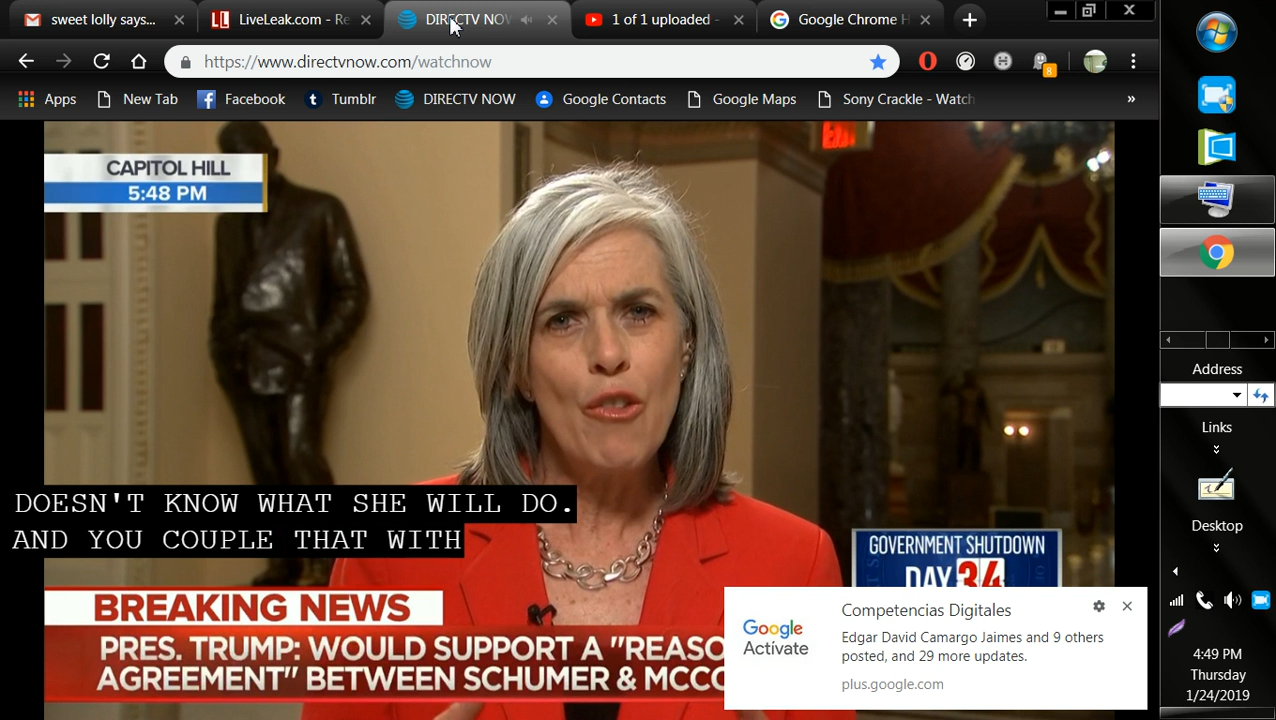 sweet lolly says...
LiveLeak.com - Re
DIRECTV NOW
1 of 1 uploaded -
Google Chrome H
https://www.directvnow.com/watchnow
8
Apps
New Tab
Facebook
Tumblr
DIRECTV NOW
Google Contacts
Google Maps
Sony Crackle - Watch
»
CAPITOL HILL
5:48 PM
EXIT
DOESN'T KNOW WHAT SHE WILL DO.
AND YOU COUPLE THAT WITH
GOVERNMENT SHUTDOWN
DAY 34
BREAKING NEWS
PRES. TRUMP: WOULD SUPPORT A "REASO
AGREEMENT" BETWEEN SCHUMER & MCCO
Google
Activate
Competencias Digitales
Edgar David Camargo Jaimes and 9 others
posted, and 29 more updates.
plus.google.com
Address
Links
Desktop
4:49 PM
Thursday
1/24/2019